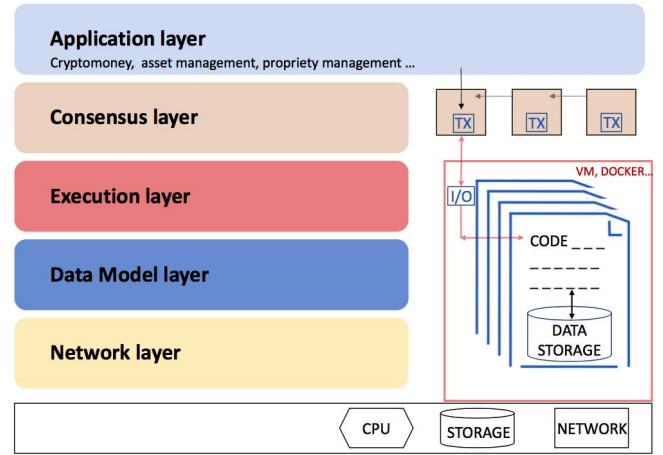 Application layer
Cryptomoney, asset management, propriety management ...
Consensus layer
TX
TX
TX
Execution layer
VM, DOCKER...
I/O
CODE _ _ _
Data Model layer
DATA
STORAGE
Network layer
CPU
STORAGE
NETWORK